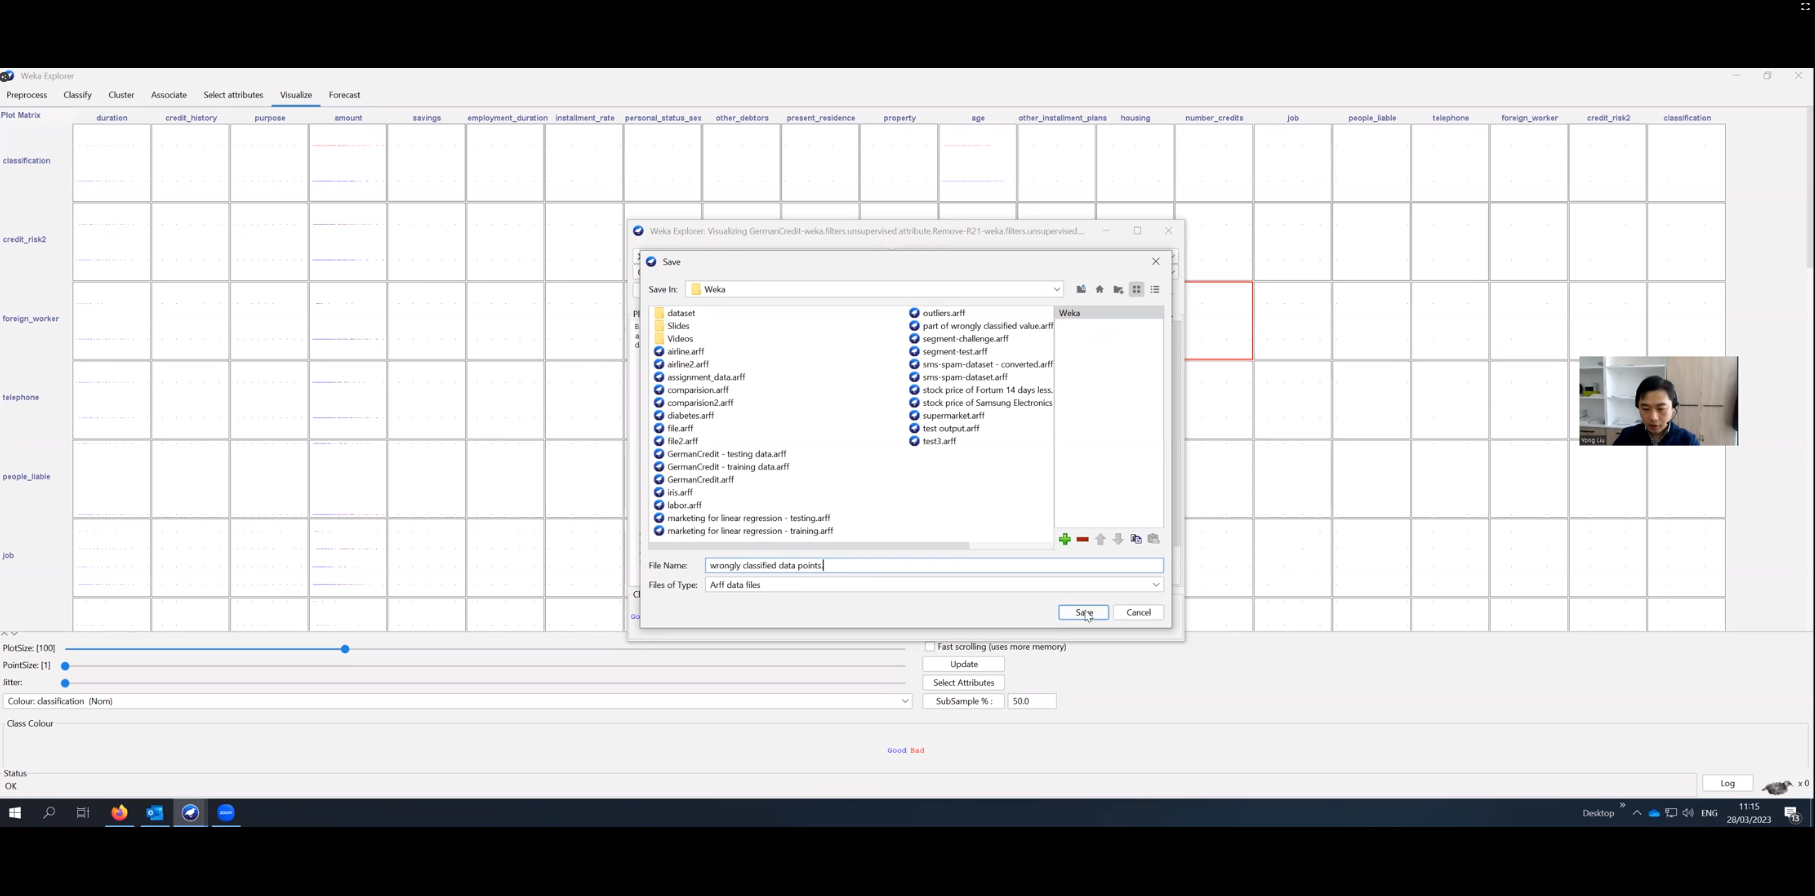 Weka Explorer
Preprocess Classify Cluster Associate Select attributes Visualize Forecast
Plot Matrix duration credit_history purpose amount savings employment_duration installment_rate personal_status_sex other_debtors present_residence property age other_installment_plans housing number_credits job people_liable telephone foreign_worker credit_risk2 classification
classification
credit_risk2
foreign_worker
telephone
people_liable
job
Weka Explorer: Visualizing GermanCredit-weka.filters.unsupervised.attribute.Remove-R21-weka.filters.unsupervised...
Save
Save In: Weka
dataset
Slides
Videos
airline.arff
airline2.arff
assignment_data.arff
comparision.arff
comparision2.arff
diabetes.arff
file.arff
file2.arff
GermanCredit - testing data.arff
GermanCredit - training data.arff
GermanCredit.arff
iris.arff
labor.arff
marketing for linear regression - testing.arff
marketing for linear regression - training.arff
outliers.arff
part of wrongly classified value.arff
segment-challenge.arff
segment-test.arff
sms-spam-dataset - converted.arff
sms-spam-dataset.arff
stock price of Fortum 14 days less.
stock price of Samsung Electronics
supermarket.arff
test output.arff
test3.arff
Weka
File Name: wrongly classified data points.
Files of Type: Arff data files
Save Cancel
Yong Liu
PlotSize: [100]
PointSize: [1]
Jitter:
Colour: classification (Nom)
Fast scrolling (uses more memory)
Update
Select Attributes
SubSample % : 50.0
Class Colour
Good Bad
Status
OK
Log x 0
Desktop ENG 11:15
28/03/2023
13
zoom